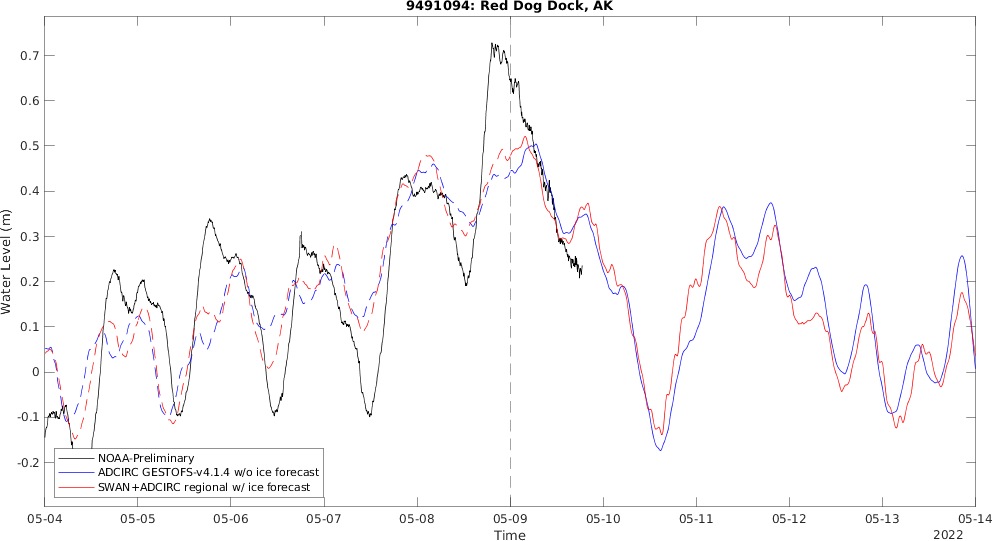 9491094: Red Dog Dock, AK
Water Level (m)
0.7
0.6
0.5
0.4
0.3
0.2
0.1
0
-0.1
-0.2
NOAA-Preliminary
ADCIRC GESTOFS-v4.1.4 w/o ice forecast
SWAN+ADCIRC regional w/ ice forecast
05-04 05-05 05-06 05-07 05-08 05-09 05-10 05-11 05-12 05-13 05-14
Time
2022